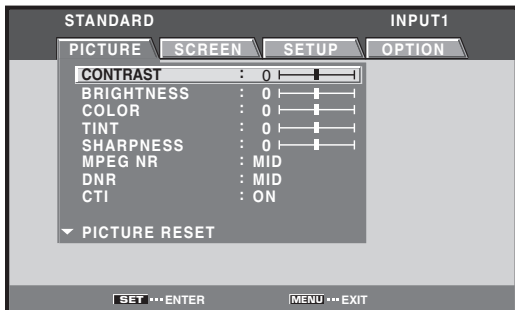 STANDARD INPUT1
PICTURE SCREEN SETUP OPTION
CONTRAST : 0
BRIGHTNESS : 0
COLOR : 0
TINT : 0
SHARPNESS : 0
MPEG NR : MID
DNR : MID
CTI : ON
PICTURE RESET
SET ENTER MENU EXIT